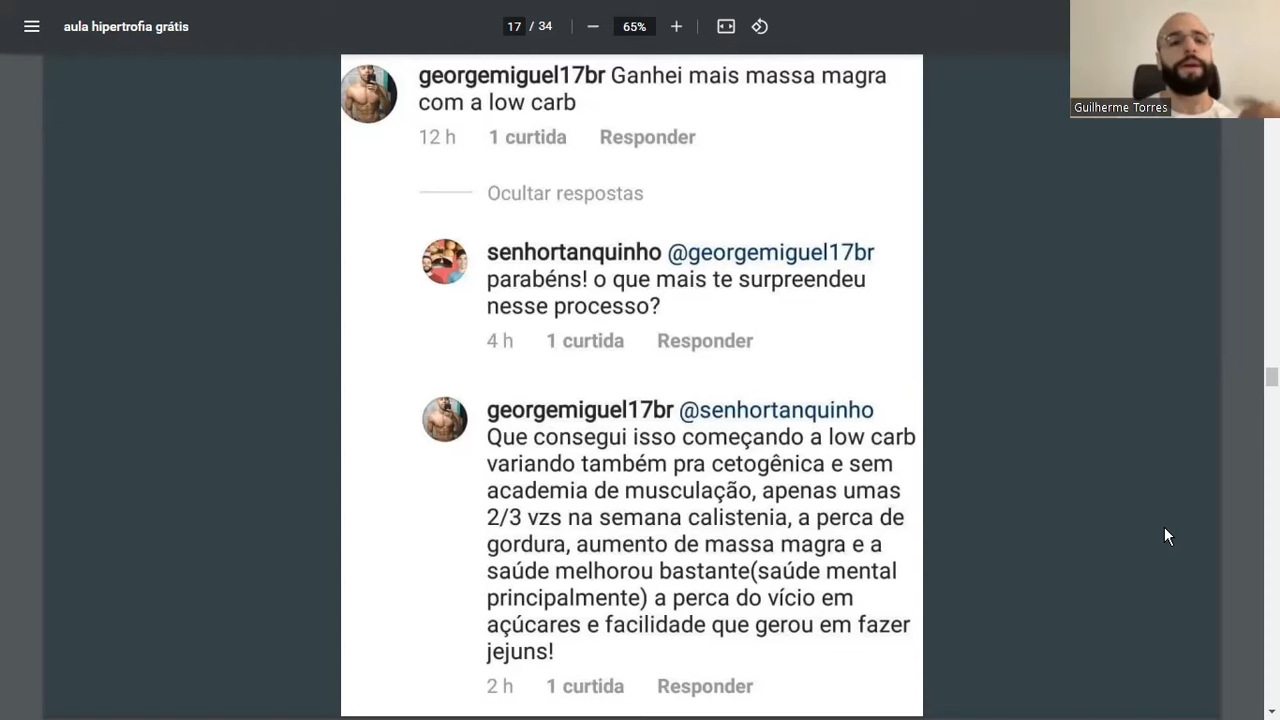 aula hipertrofia grátis
17 / 34
65%
Guilherme Torres
georgemiguel17br Ganhei mais massa magra
com a low carb
12 h 1 curtida Responder
Ocultar respostas
senhortanquinho @georgemiguel17br
parabéns! o que mais te surpreendeu
nesse processo?
4 h 1 curtida Responder
georgemiguel17br @senhortanquinho
Que consegui isso começando a low carb
variando também pra cetogênica e sem
academia de musculação, apenas umas
2/3 vzs na semana calistenia, a perca de
gordura, aumento de massa magra e a
saúde melhorou bastante(saúde mental
principalmente) a perca do vício em
açúcares e facilidade que gerou em fazer
jejuns!
2 h 1 curtida Responder